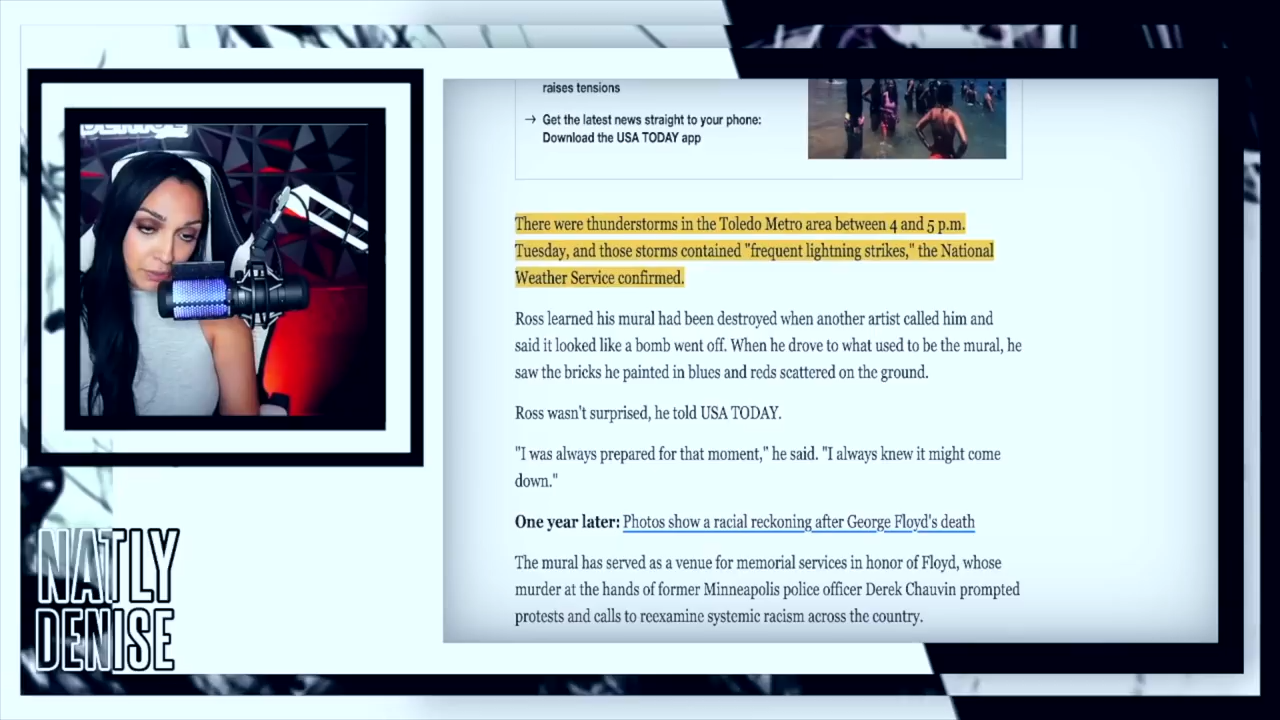 DENISE
NATLY
DENISE
raises tensions
→ Get the latest news straight to your phone:
Download the USA TODAY app
There were thunderstorms in the Toledo Metro area between 4 and 5 p.m.
Tuesday, and those storms contained "frequent lightning strikes," the National
Weather Service confirmed.
Ross learned his mural had been destroyed when another artist called him and
said it looked like a bomb went off. When he drove to what used to be the mural, he
saw the bricks he painted in blues and reds scattered on the ground.
Ross wasn't surprised, he told USA TODAY.
"I was always prepared for that moment," he said. "I always knew it might come
down."
One year later: Photos show a racial reckoning after George Floyd's death
The mural has served as a venue for memorial services in honor of Floyd, whose
murder at the hands of former Minneapolis police officer Derek Chauvin prompted
protests and calls to reexamine systemic racism across the country.